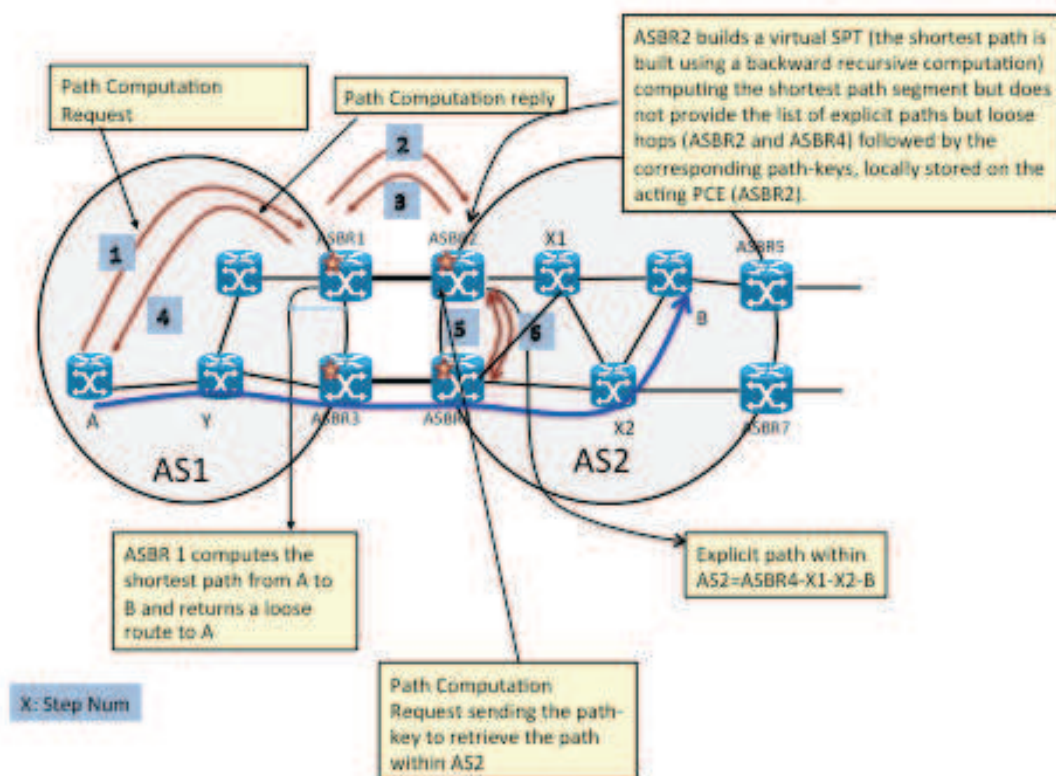 ASBR2 builds a virtual SPT (the shortest path is
built using a backward recursive computation)
computing the shortest path segment but does
not provide the list of explicit paths but loose
hops (ASBR2 and ASBR4) followed by the
corresponding path-keys, locally stored on the
acting PCE (ASBR2).
Path Computation
Request
Path Computation reply
2
3
1
4
5
6
ASBR1
ASBR2
X1
ASBR5
B
A
Y
ASBR3
X2
ASBR7
AS1
AS2
ASBR 1 computes the
shortest path from A to
B and returns a loose
route to A
Explicit path within
AS2=ASBR4-X1-X2-B
Path Computation
Request sending the path-
key to retrieve the path
within AS2
X: Step Num